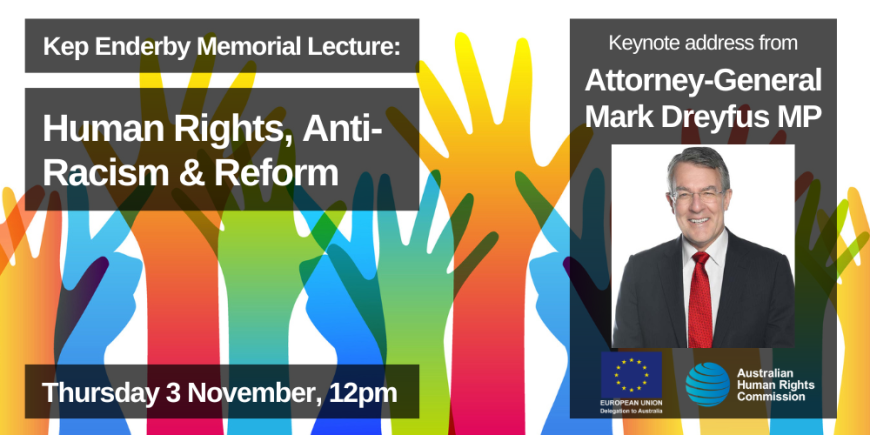 Kep Enderby Memorial Lecture:
Human Rights, Anti-
Racism & Reform
Thursday 3 November, 12pm
Keynote address from
Attorney-General
Mark Dreyfus MP
EUROPEAN UNION
Delegation to Australia
Australian
Human Rights
Commission